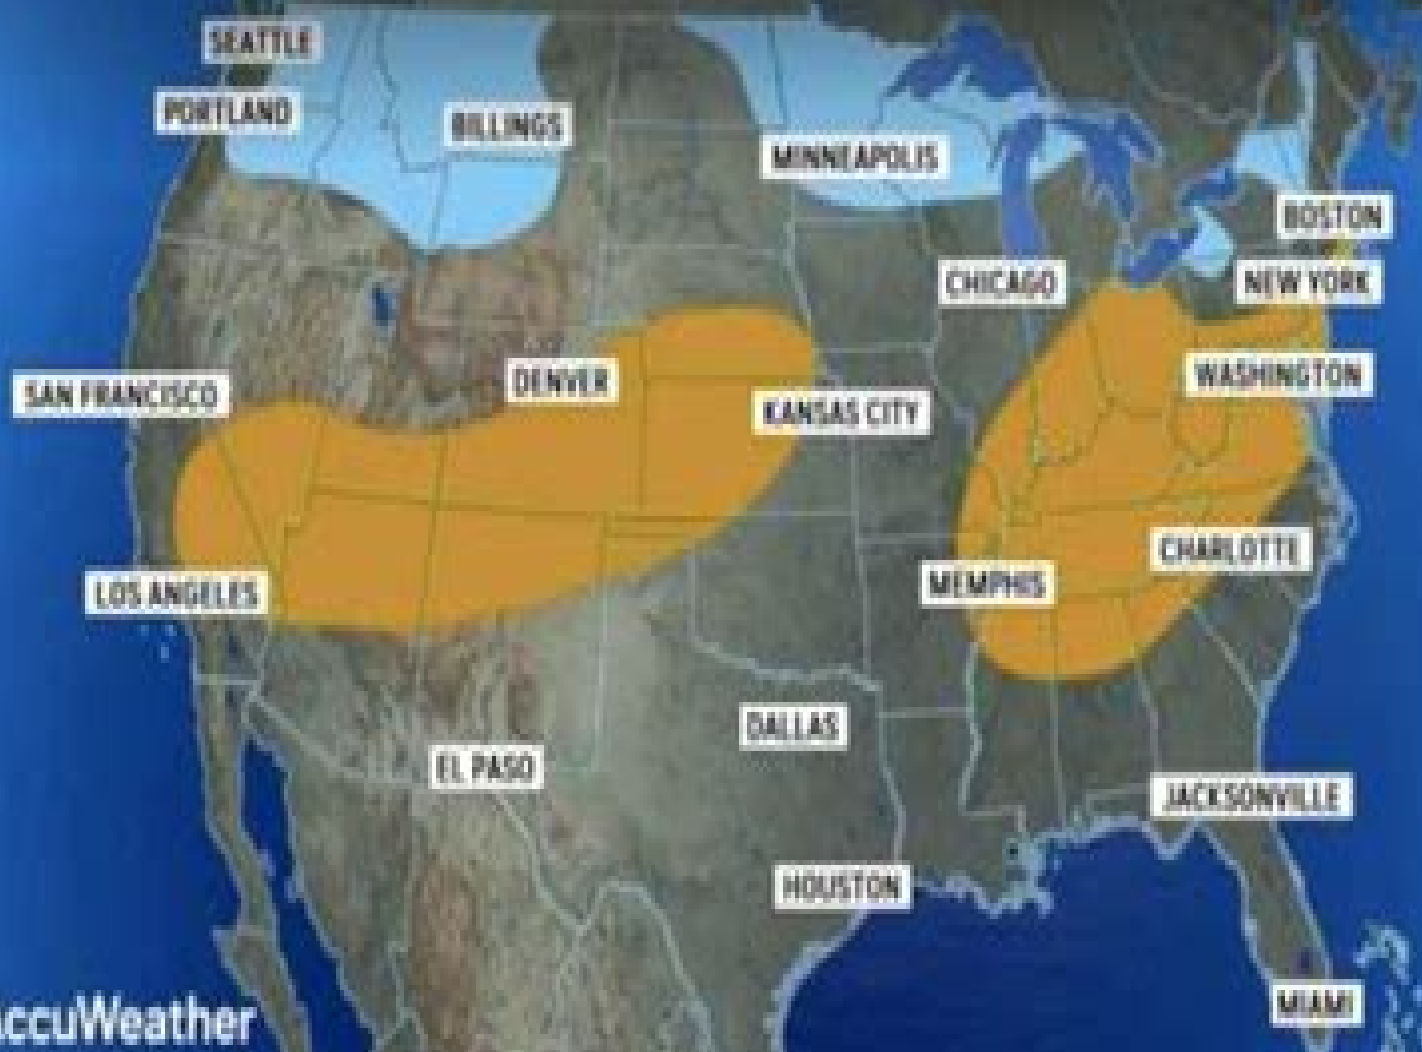 SEATTLE
PORTLAND
BILLINGS
MINNEAPOLIS
BOSTON
CHICAGO
NEW YORK
SAN FRANCISCO
DENVER
WASHINGTON
KANSAS CITY
CHARLOTTE
LOS ANGELES
MEMPHIS
DALLAS
EL PASO
JACKSONVILLE
HOUSTON
MIAMI
AccuWeather